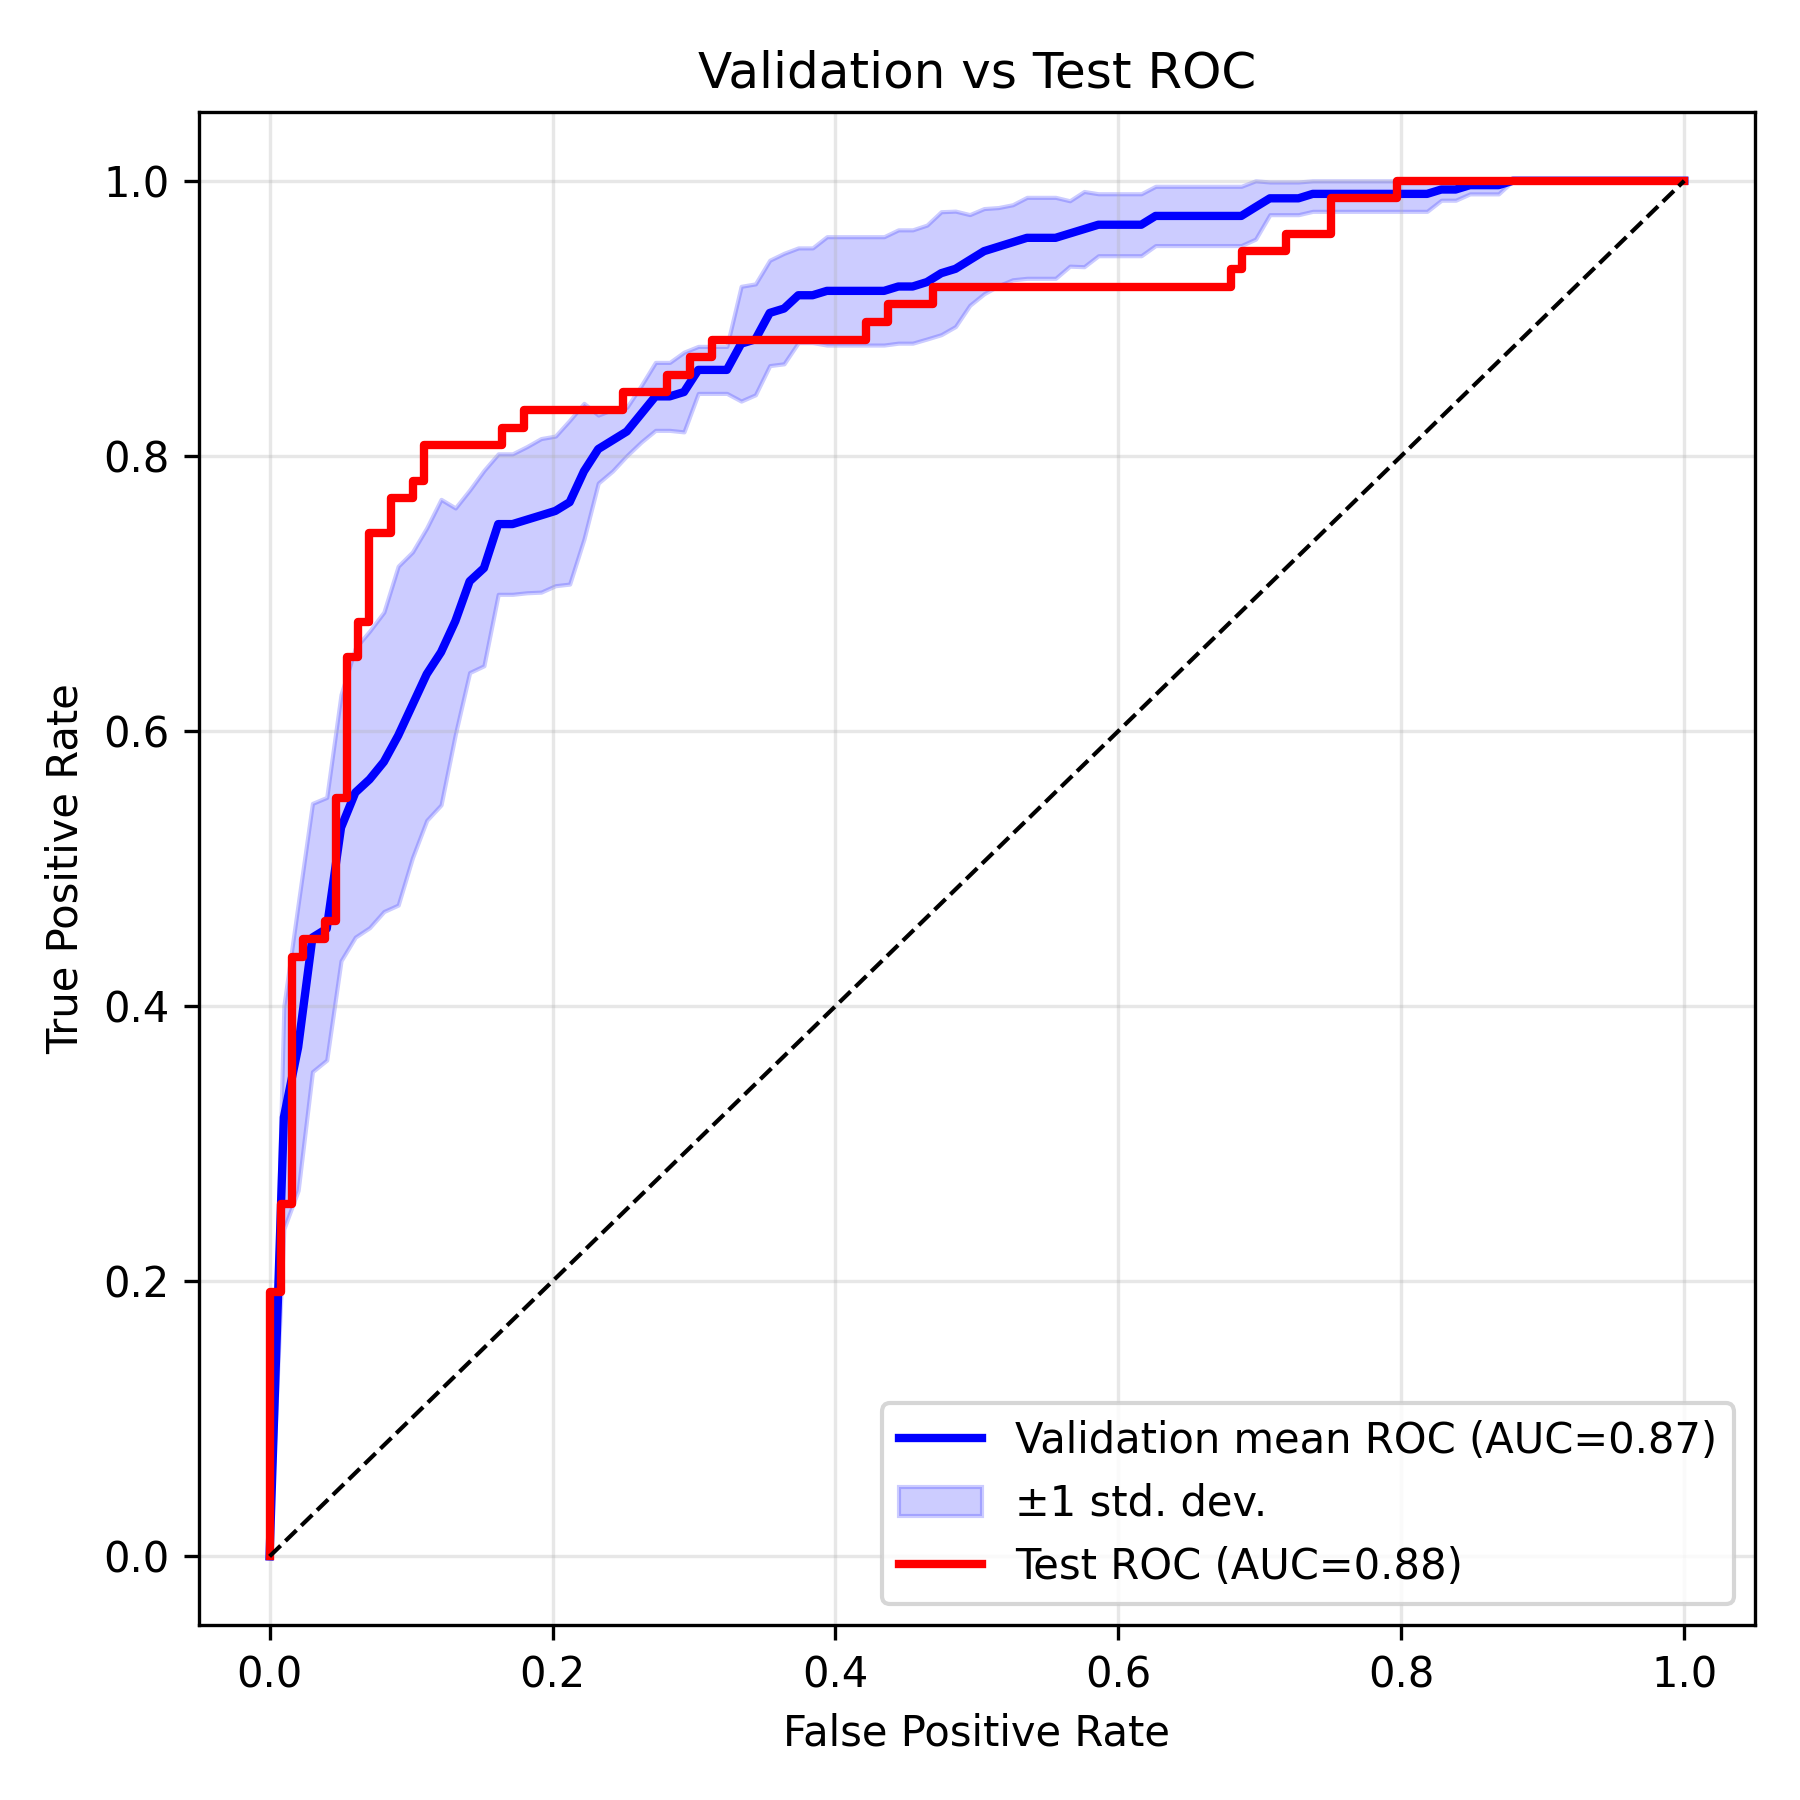 Validation vs Test ROC
1.0
0.8
0.6
0.4
0.2
0.0
True Positive Rate
Validation mean ROC (AUC=0.87)
±1 std. dev.
Test ROC (AUC=0.88)
0.0 0.2 0.4 0.6 0.8 1.0
False Positive Rate